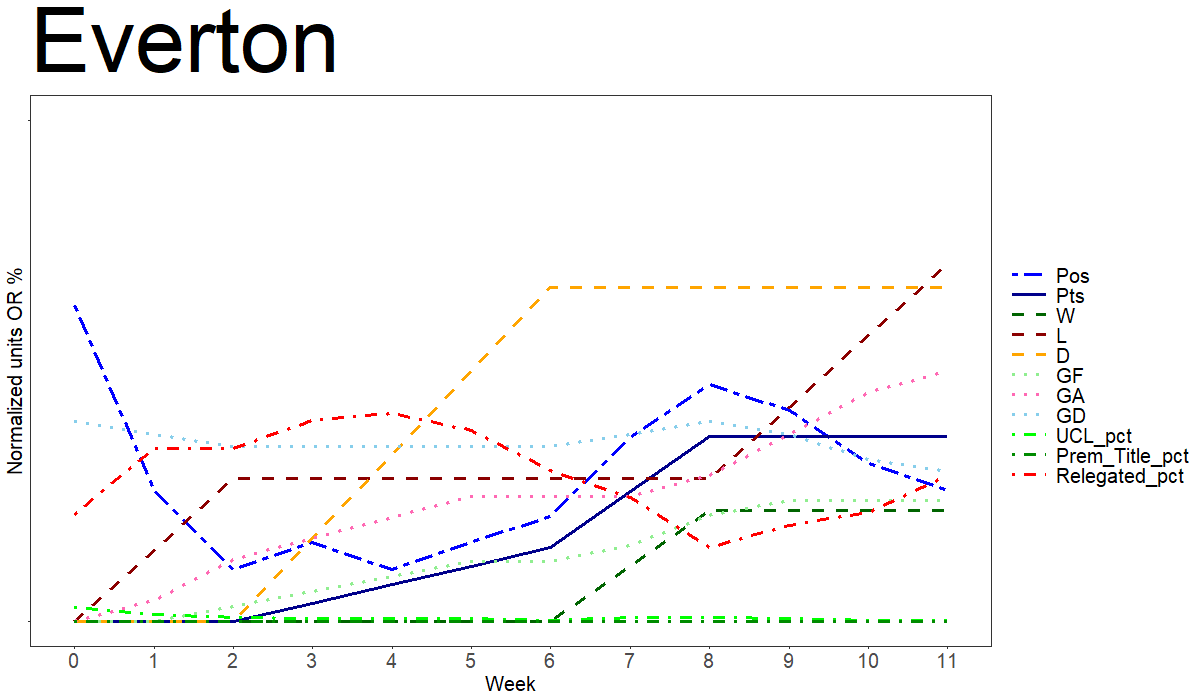 Everton
Normalized units OR %
0 1 2 3 4 5 6 7 8 9 10 11
Week
Pos
Pts
W
L
D
GF
GA
GD
UCL_pct
Prem_Title_pct
Relegated_pct